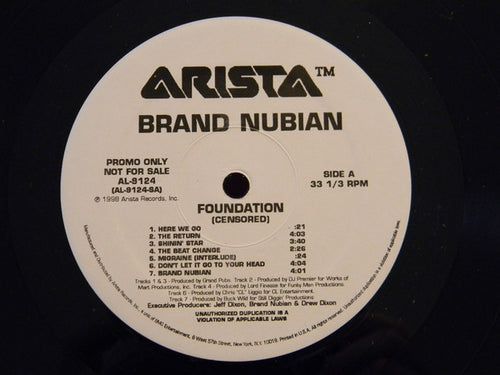 ARISTA™
BRAND NUBIAN
PROMO ONLY
NOT FOR SALE
AL-9124
(AL-9124-SA)
℗ 1998 Arista Records, Inc.
SIDE A
33 1/3 RPM
FOUNDATION
(CENSORED)
1. HERE WE GO :21
2. THE RETURN 4:03
3. SHININ' STAR 3:40
4. THE BEAT CHANGE 2:26
5. MIGRAINE (INTERLUDE) :24
6. DON'T LET IT GO TO YOUR HEAD 4:04
7. BRAND NUBIAN 4:01
Tracks 1 & 3 - Produced by Grand Puba. Track 2 - Produced by DJ Premier for Works of
Mart Productions, Inc. Track 4 - Produced by Lord Finesse for Funky Man Productions.
Track 6 - Produced by Chris "CL" Liggio for CL Entertainment.
Track 7 - Produced by Buck Wild for Still Diggin' Productions
Executive Producers: Jeff Dixon, Brand Nubian & Drew Dixon
UNAUTHORIZED DUPLICATION IS A
VIOLATION OF APPLICABLE LAWS